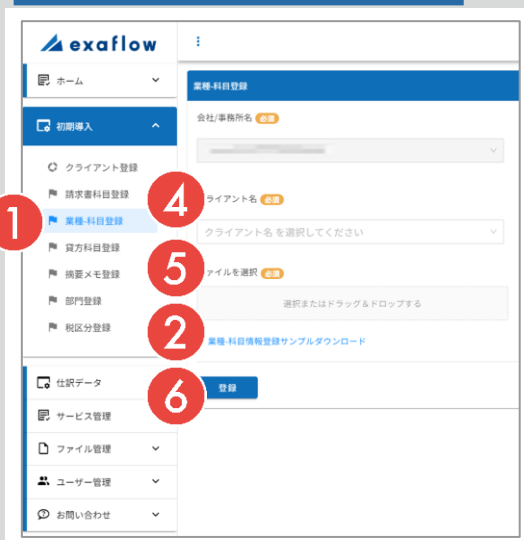 exaflow
ホーム
初期導入
クライアント登録
請求書科目登録
業種-科目登録
貸方科目登録
摘要メモ登録
部門登録
税区分登録
仕訳データ
サービス管理
ファイル管理
ユーザー管理
お問い合わせ
1
業種-科目登録
会社/事務所名 必須
4
ライアント名 必須
クライアント名 を選択してください
5
ァイルを選択 必須
選択またはドラッグ&ドロップする
2
業種-科目情報登録サンプルダウンロード
6
登録